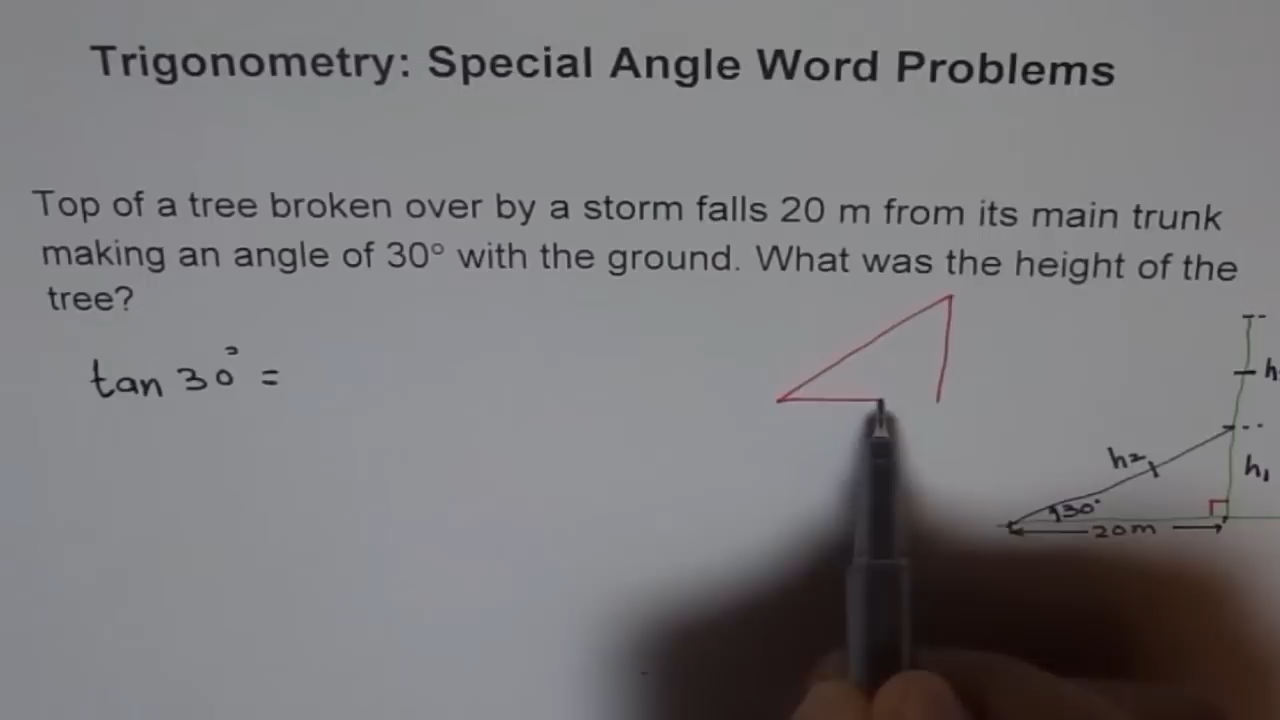 Trigonometry: Special Angle Word Problems
Top of a tree broken over by a storm falls 20 m from its main trunk
making an angle of 30° with the ground. What was the height of the
tree?
tan 30° =
h
h2
h1
30°
20m